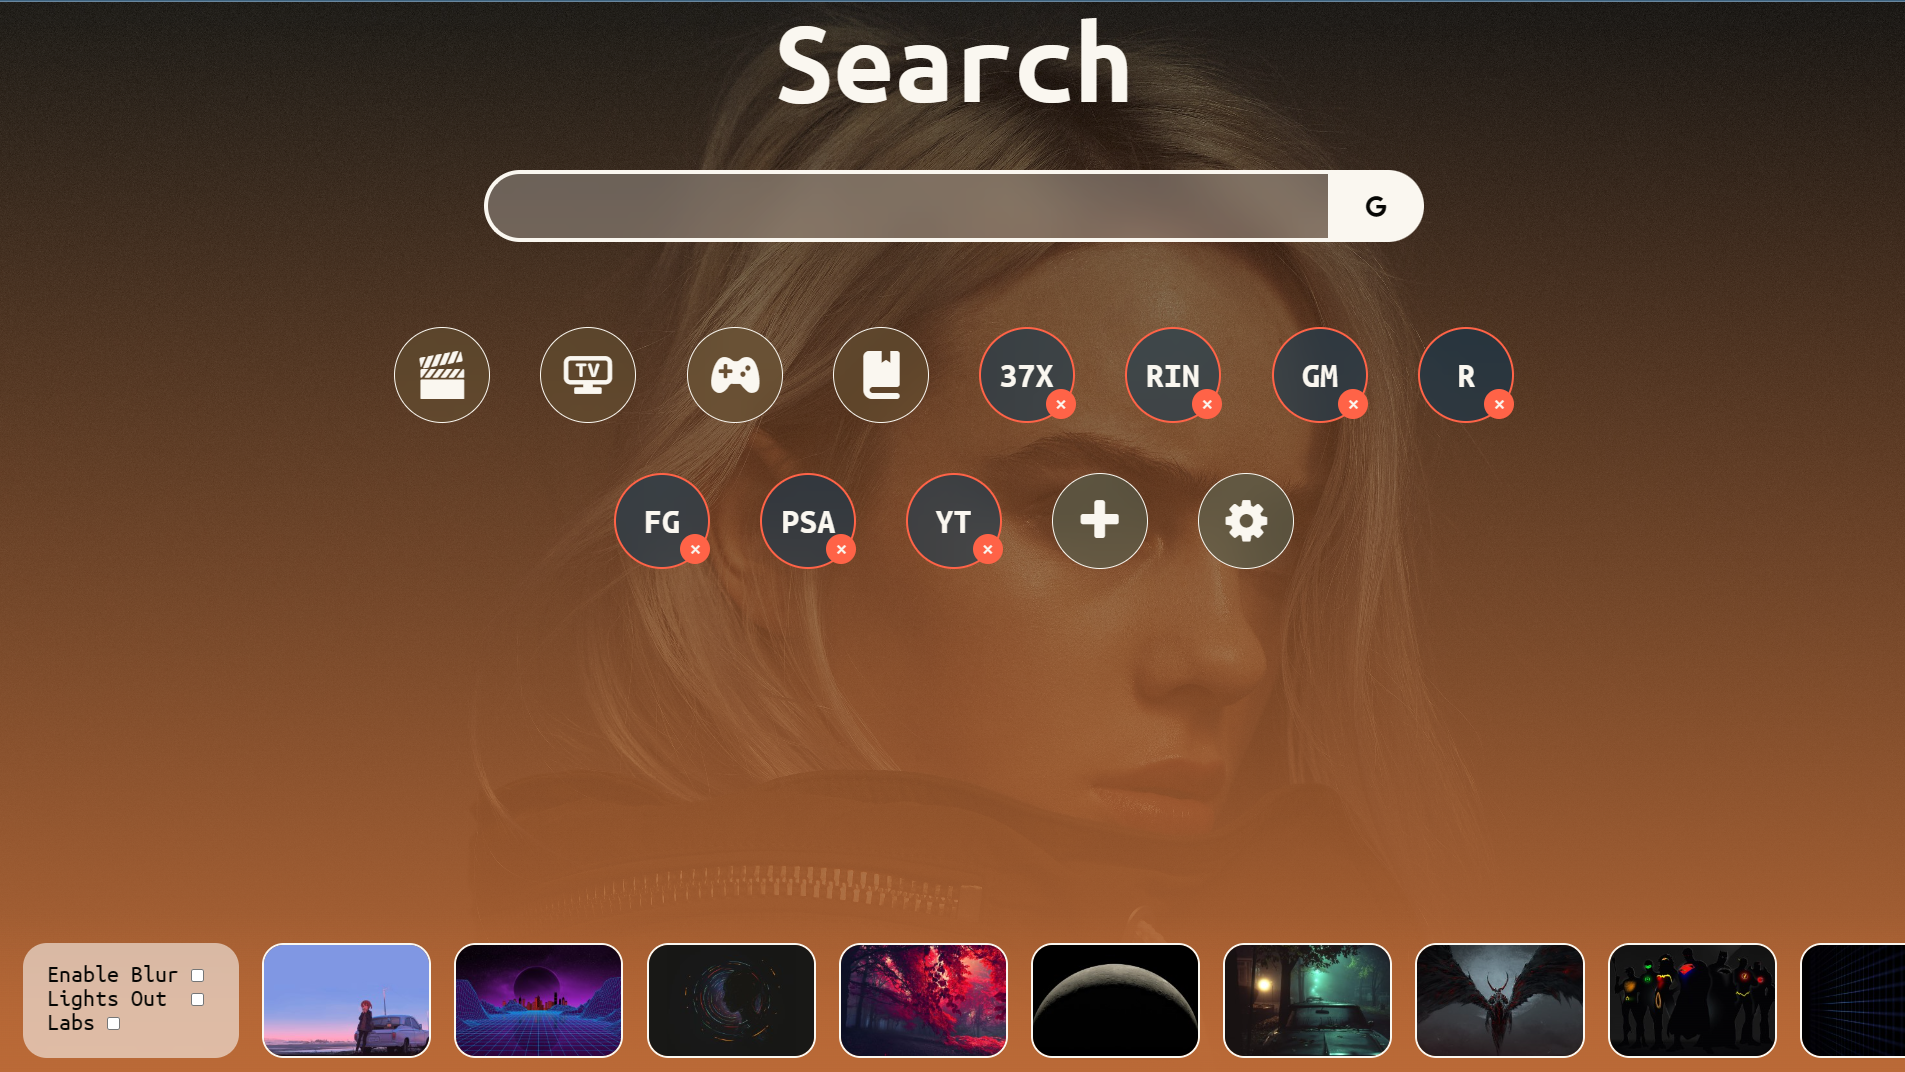 Search
G
TV
37X
RIN
GM
R
FG
PSA
YT
Enable Blur
Lights Out
Labs